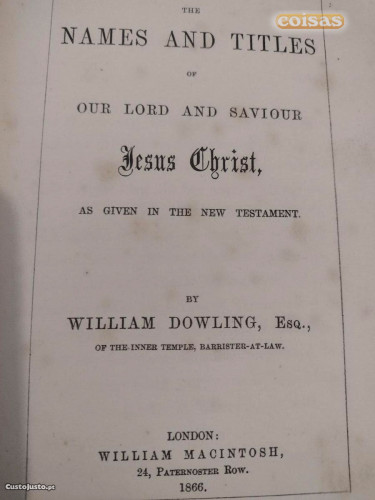 coisas
THE
NAMES AND TITLES
OF
OUR LORD AND SAVIOUR
Jesus Christ,
AS GIVEN IN THE NEW TESTAMENT.
BY
WILLIAM DOWLING, Esq.,
OF THE INNER TEMPLE, BARRISTER-AT-LAW.
LONDON:
WILLIAM MACINTOSH,
24, Paternoster Row.
1866.
CustoJusto.pt